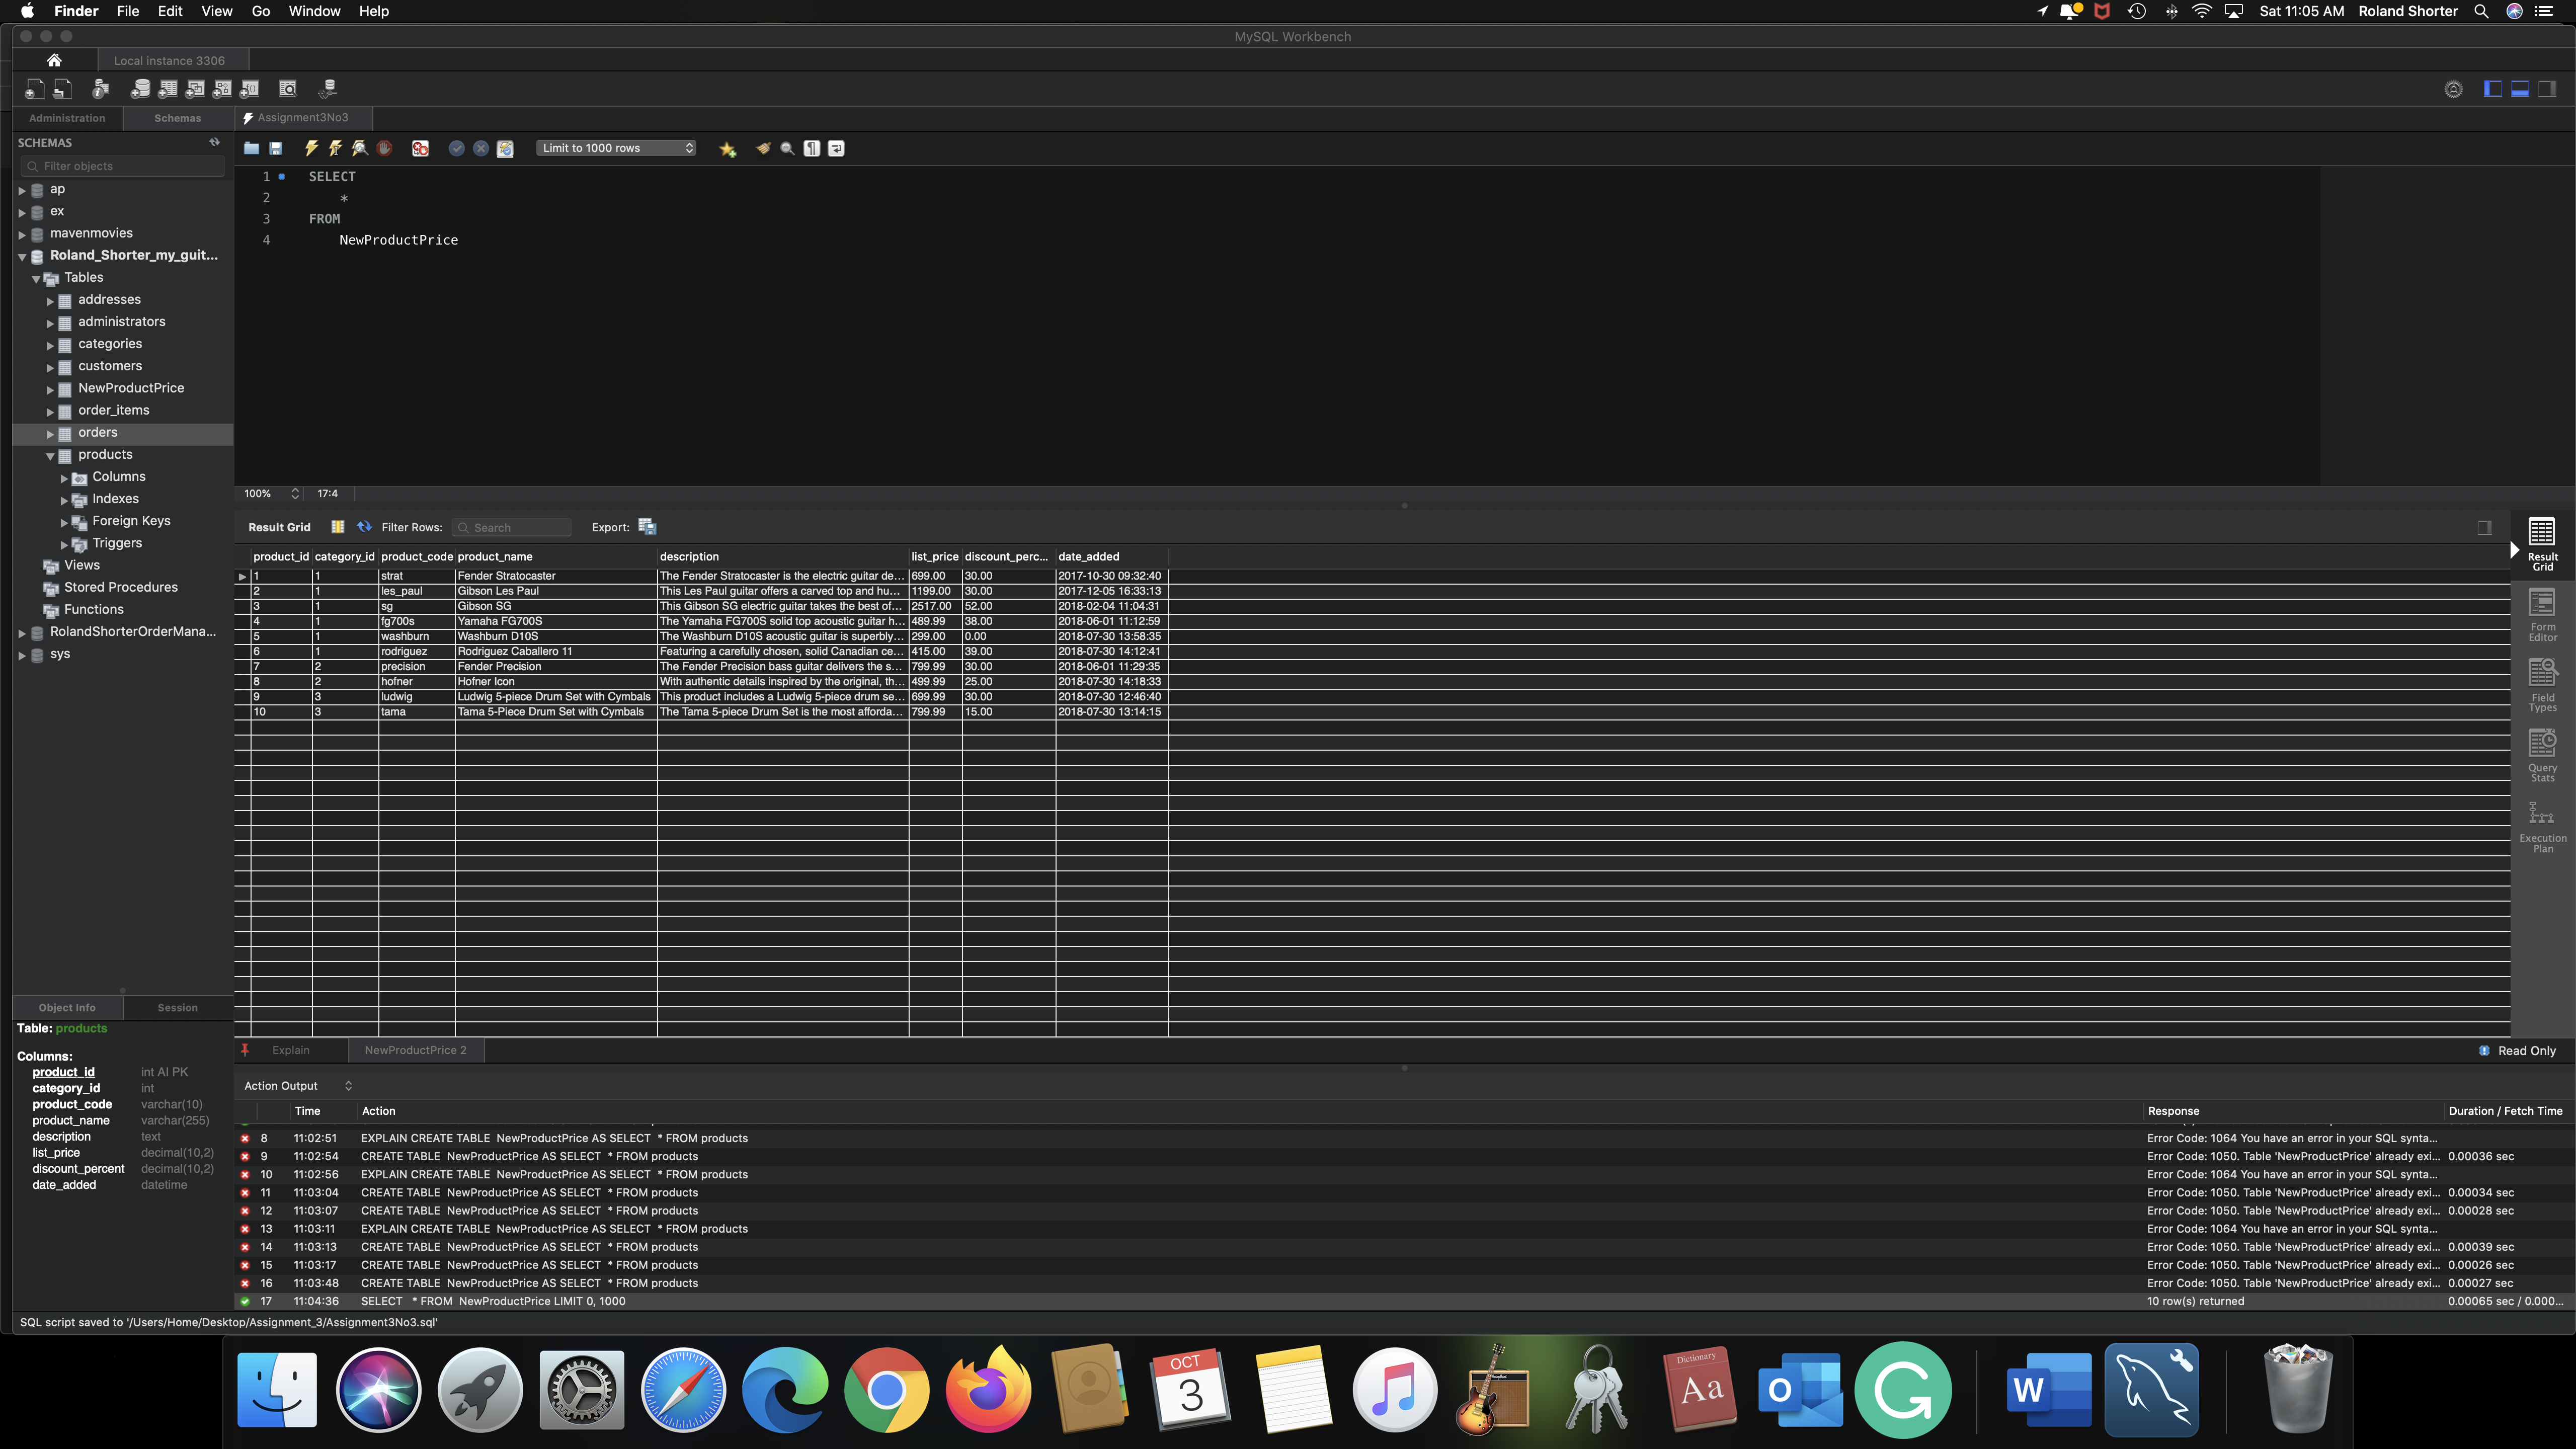 Finder File Edit View Go Window Help Sat 11:05 AM Roland Shorter
MySQL Workbench
Local instance 3306
Administration Schemas Assignment3No3
SCHEMAS
Filter objects
Limit to 1000 rows
ap
ex
mavenmovies
Roland_Shorter_my_guit...
Tables
addresses
administrators
categories
customers
NewProductPrice
order_items
orders
products
Columns
Indexes
Foreign Keys
Triggers
Views
Stored Procedures
Functions
RolandShorterOrderMana...
sys
1 SELECT
2 *
3 FROM
4 NewProductPrice
100% 17:4
Result Grid Filter Rows: Search Export:
product_id category_id product_code product_name description list_price discount_perc... date_added
1 1 strat Fender Stratocaster The Fender Stratocaster is the electric guitar de... 699.00 30.00 2017-10-30 09:32:40
2 1 les_paul Gibson Les Paul This Les Paul guitar offers a carved top and hu... 1199.00 30.00 2017-12-05 16:33:13
3 1 sg Gibson SG This Gibson SG electric guitar takes the best of... 2517.00 52.00 2018-02-04 11:04:31
4 1 fg700s Yamaha FG700S The Yamaha FG700S solid top acoustic guitar h... 489.99 38.00 2018-06-01 11:12:59
5 1 washburn Washburn D10S The Washburn D10S acoustic guitar is superbly... 299.00 0.00 2018-07-30 13:58:35
6 1 rodriguez Rodriguez Caballero 11 Featuring a carefully chosen, solid Canadian ce... 415.00 39.00 2018-07-30 14:12:41
7 2 precision Fender Precision The Fender Precision bass guitar delivers the s... 799.99 30.00 2018-06-01 11:29:35
8 2 hofner Hofner Icon With authentic details inspired by the original, th... 499.99 25.00 2018-07-30 14:18:33
9 3 ludwig Ludwig 5-piece Drum Set with Cymbals This product includes a Ludwig 5-piece drum se... 699.99 30.00 2018-07-30 12:46:40
10 3 tama Tama 5-Piece Drum Set with Cymbals The Tama 5-piece Drum Set is the most afforda... 799.99 15.00 2018-07-30 13:14:15
Result
Grid
Form
Editor
Field
Types
Query
Stats
Execution
Plan
Object Info Session
Table: products
Columns:
product_id int AI PK
category_id int
product_code varchar(10)
product_name varchar(255)
description text
list_price decimal(10,2)
discount_percent decimal(10,2)
date_added datetime
Explain NewProductPrice 2 Read Only
Action Output
Time Action Response Duration / Fetch Time
8 11:02:51 EXPLAIN CREATE TABLE NewProductPrice AS SELECT * FROM products Error Code: 1064 You have an error in your SQL synta...
9 11:02:54 CREATE TABLE NewProductPrice AS SELECT * FROM products Error Code: 1050. Table 'NewProductPrice' already exi... 0.00036 sec
10 11:02:56 EXPLAIN CREATE TABLE NewProductPrice AS SELECT * FROM products Error Code: 1064 You have an error in your SQL synta...
11 11:03:04 CREATE TABLE NewProductPrice AS SELECT * FROM products Error Code: 1050. Table 'NewProductPrice' already exi... 0.00034 sec
12 11:03:07 CREATE TABLE NewProductPrice AS SELECT * FROM products Error Code: 1050. Table 'NewProductPrice' already exi... 0.00028 sec
13 11:03:11 EXPLAIN CREATE TABLE NewProductPrice AS SELECT * FROM products Error Code: 1064 You have an error in your SQL synta...
14 11:03:13 CREATE TABLE NewProductPrice AS SELECT * FROM products Error Code: 1050. Table 'NewProductPrice' already exi... 0.00039 sec
15 11:03:17 CREATE TABLE NewProductPrice AS SELECT * FROM products Error Code: 1050. Table 'NewProductPrice' already exi... 0.00026 sec
16 11:03:48 CREATE TABLE NewProductPrice AS SELECT * FROM products Error Code: 1050. Table 'NewProductPrice' already exi... 0.00027 sec
17 11:04:36 SELECT * FROM NewProductPrice LIMIT 0, 1000 10 row(s) returned 0.00065 sec / 0.000...
SQL script saved to '/Users/Home/Desktop/Assignment_3/Assignment3No3.sql'
OCT
3
Dictionary
Aa
O
G
W